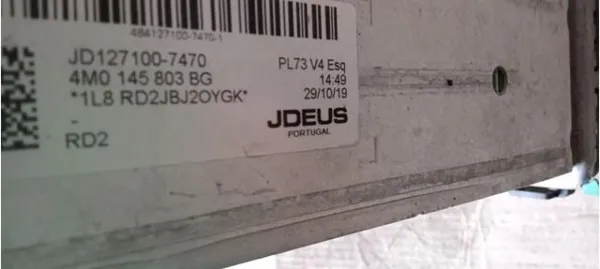 484127100-7470-1
JD127100-7470
PL73 V4 Esq
4M0 145 803 BG
14:49
*1L8 RD2JBJ2OYGK*
29/10/19
-
JDEUS
PORTUGAL
RD2